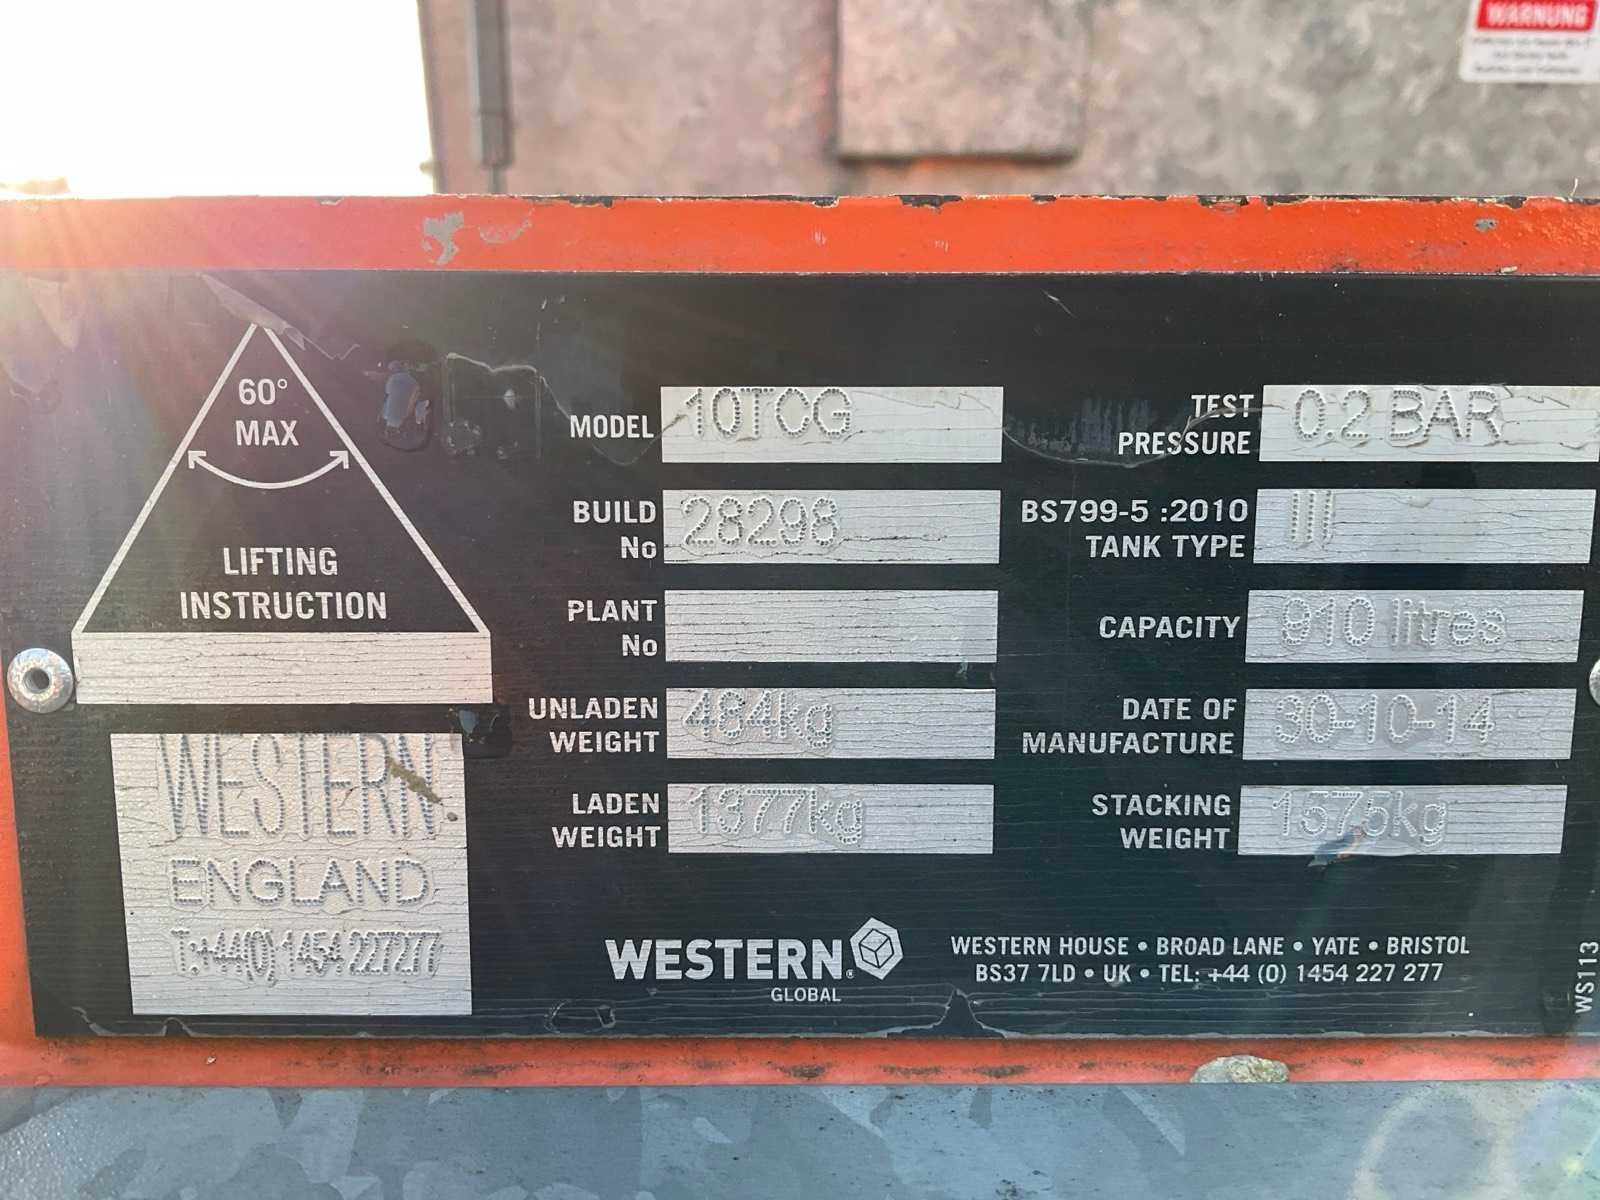 WARNUNG
60°
MAX
LIFTING
INSTRUCTION
WESTERN
ENGLAND
T:+44(0)1454 227277
MODEL 10TCG
BUILD
No 28298
PLANT
No
UNLADEN
WEIGHT 484kg
LADEN
WEIGHT 1377kg
TEST
PRESSURE 0.2 BAR
BS799-5 :2010
TANK TYPE III
CAPACITY 910 litres
DATE OF
MANUFACTURE 30-10-14
STACKING
WEIGHT 1575kg
WESTERN®
GLOBAL
WESTERN HOUSE • BROAD LANE • YATE • BRISTOL
BS37 7LD • UK • TEL: +44 (0) 1454 227 277
WS113